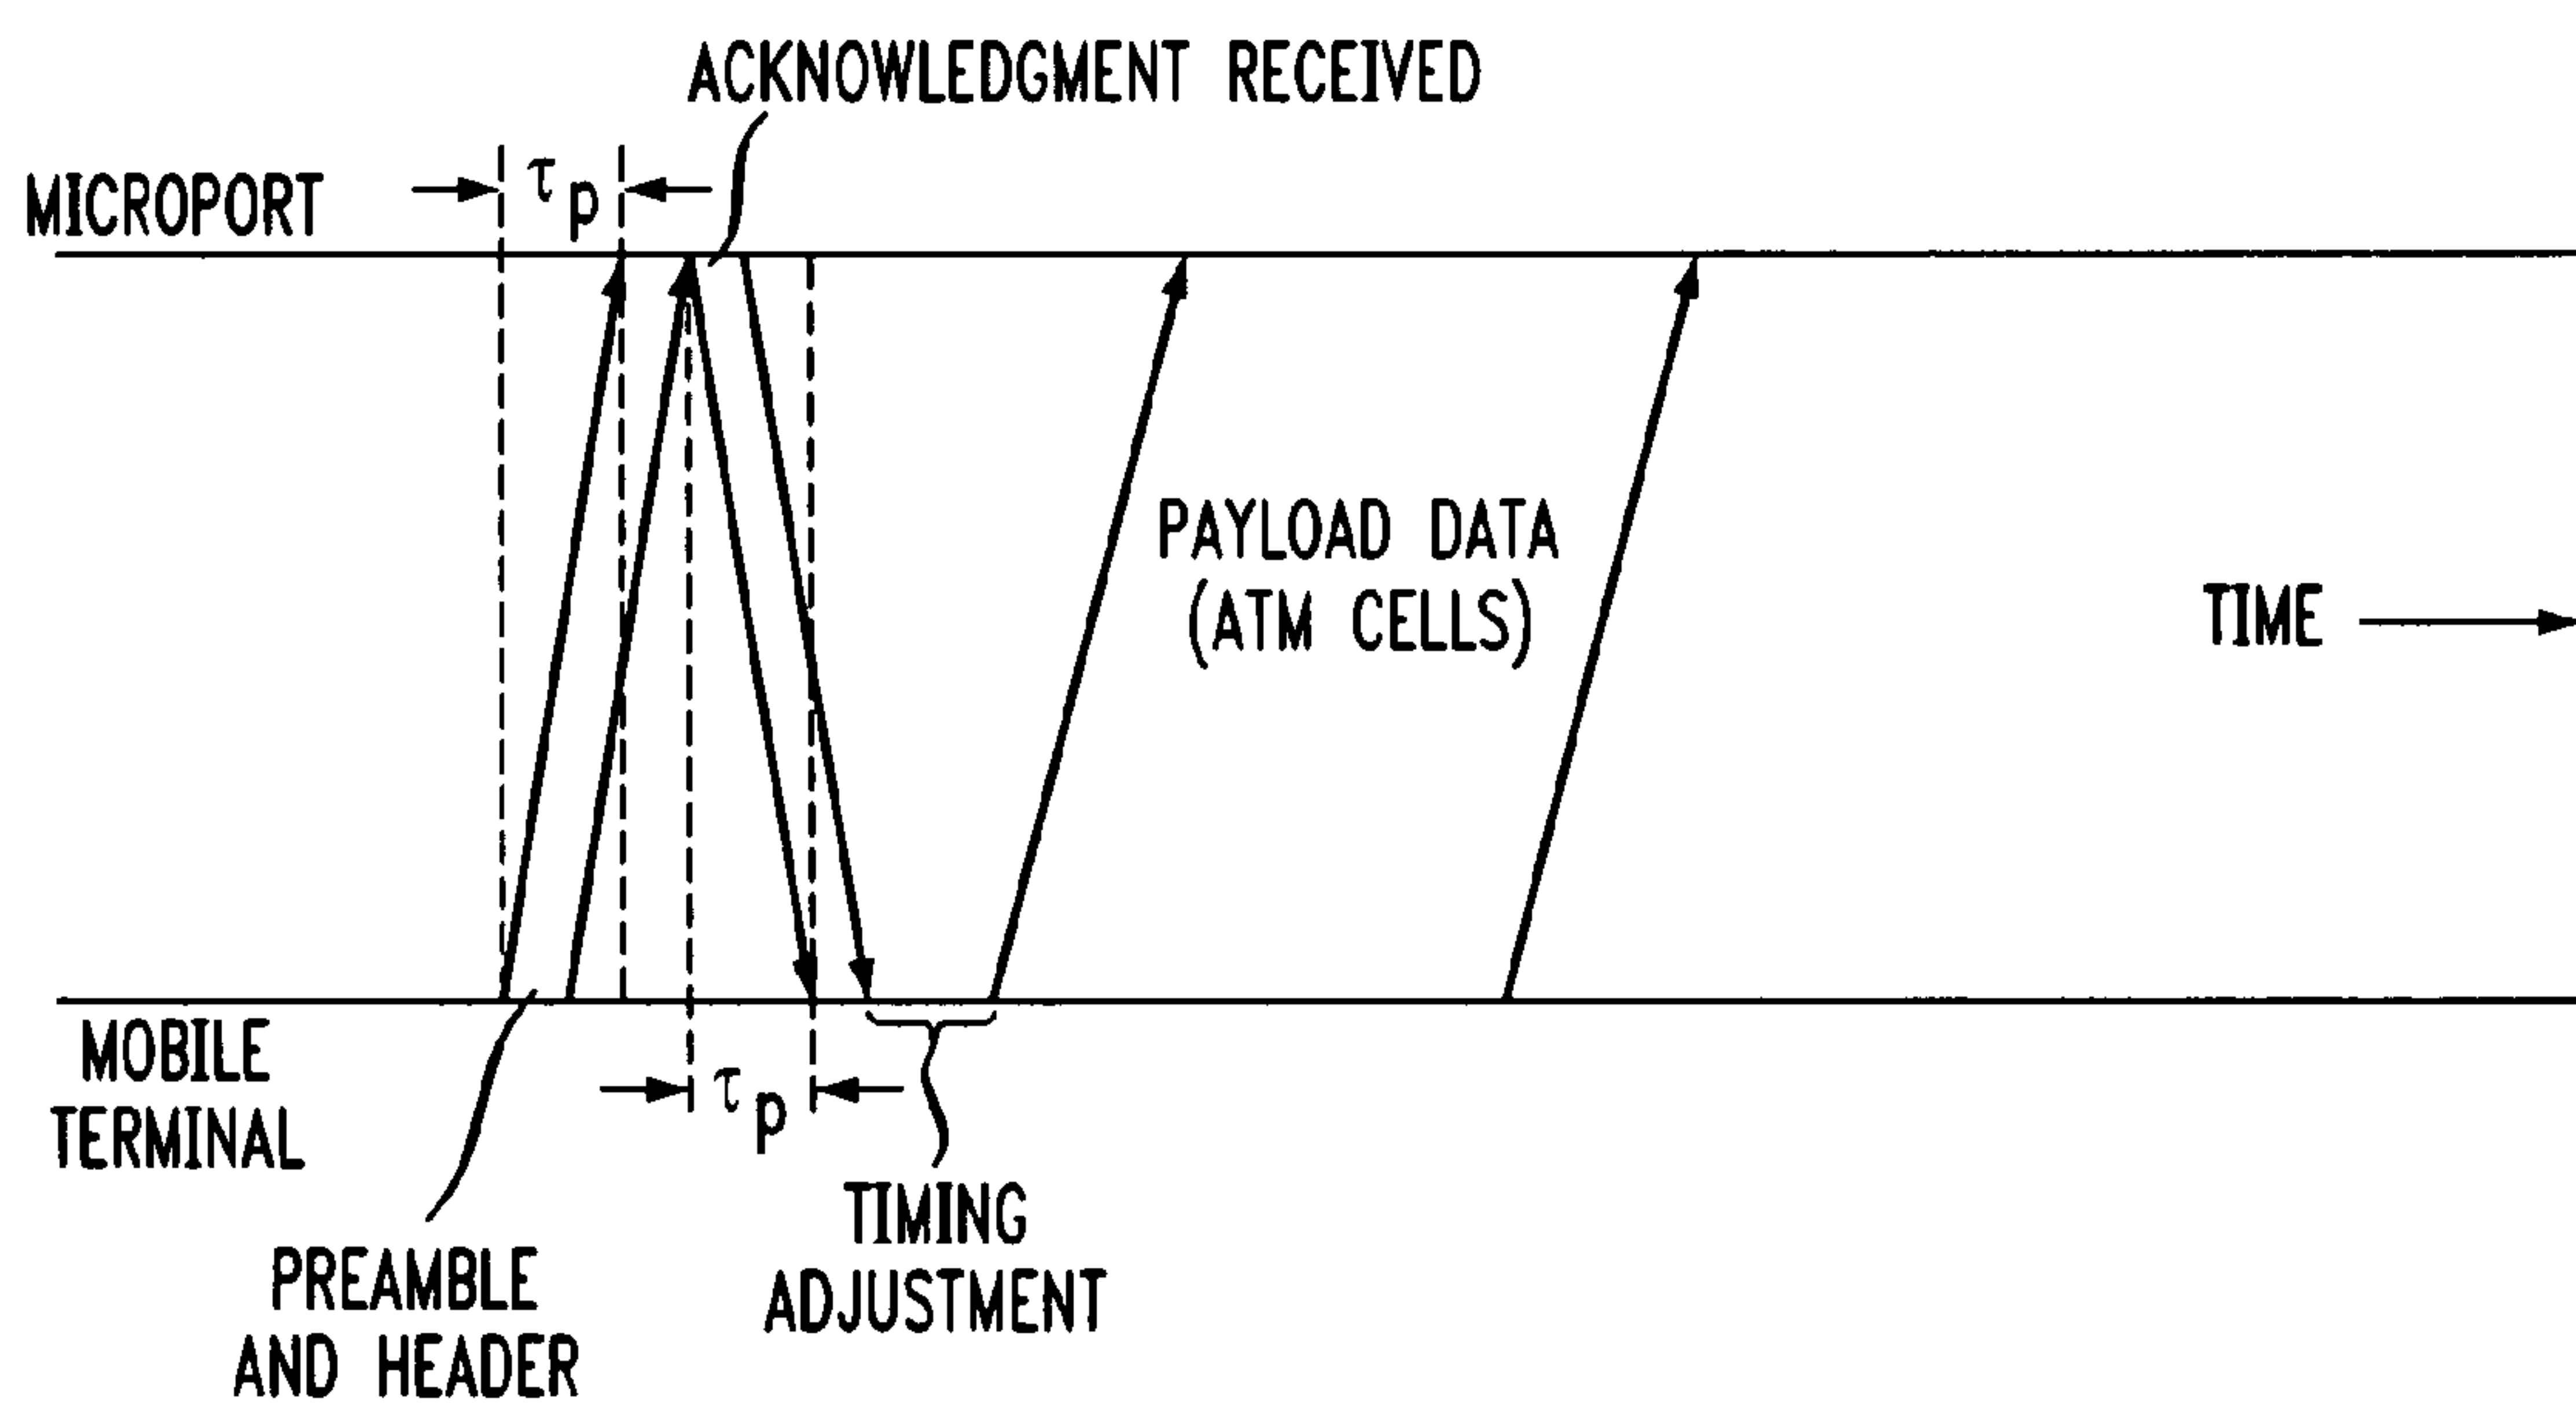 ACKNOWLEDGMENT RECEIVED
MICROPORT
τp
PAYLOAD DATA
(ATM CELLS)
TIME
MOBILE
TERMINAL
τp
TIMING
ADJUSTMENT
PREAMBLE
AND HEADER